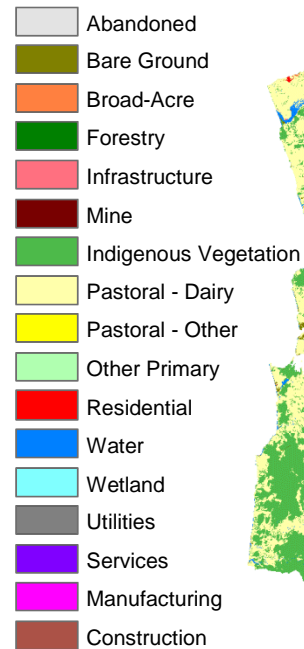 Abandoned
Bare Ground
Broad-Acre
Forestry
Infrastructure
Mine
Indigenous Vegetation
Pastoral - Dairy
Pastoral - Other
Other Primary
Residential
Water
Wetland
Utilities
Services
Manufacturing
Construction